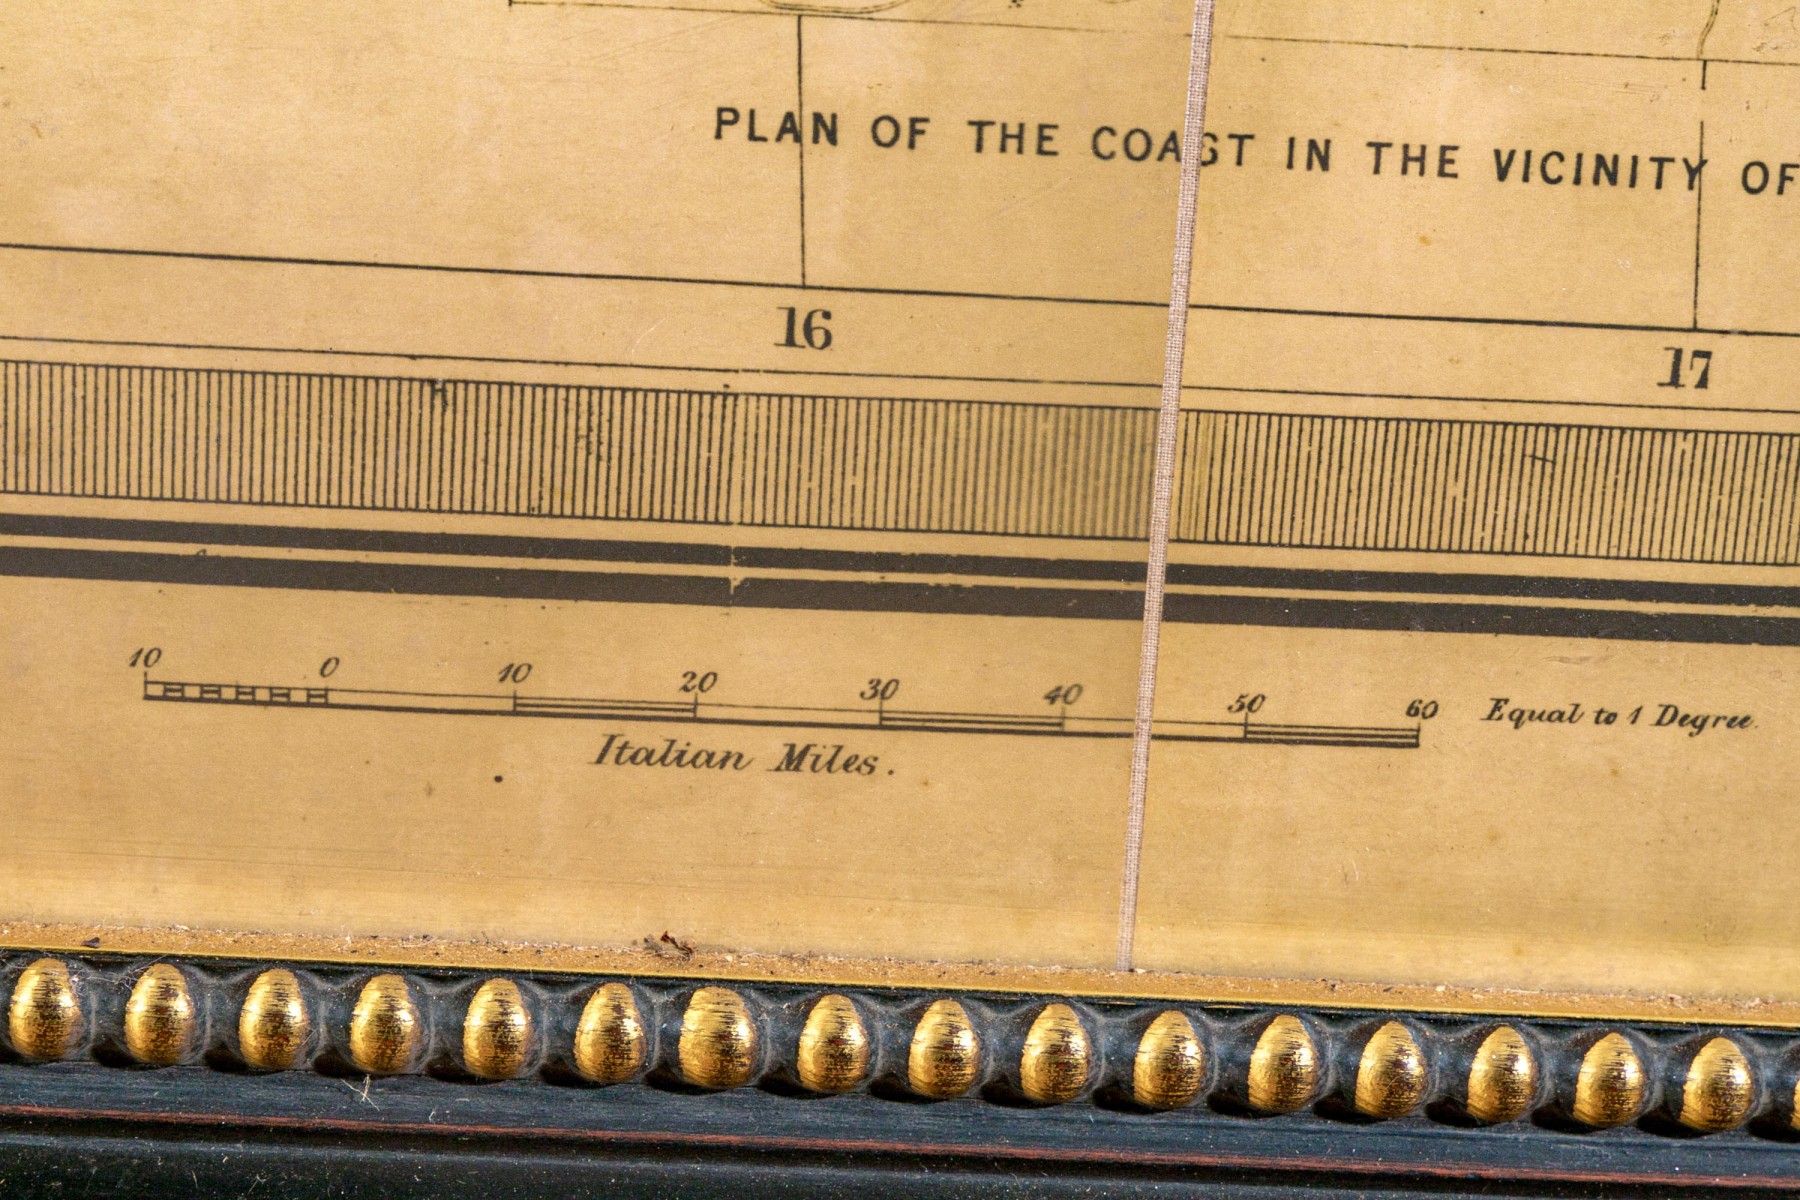 PLAN OF THE COAST IN THE VICINITY OF
16 17
10 0 10 20 30 40 50 60 Equal to 1 Degree.
Italian Miles.